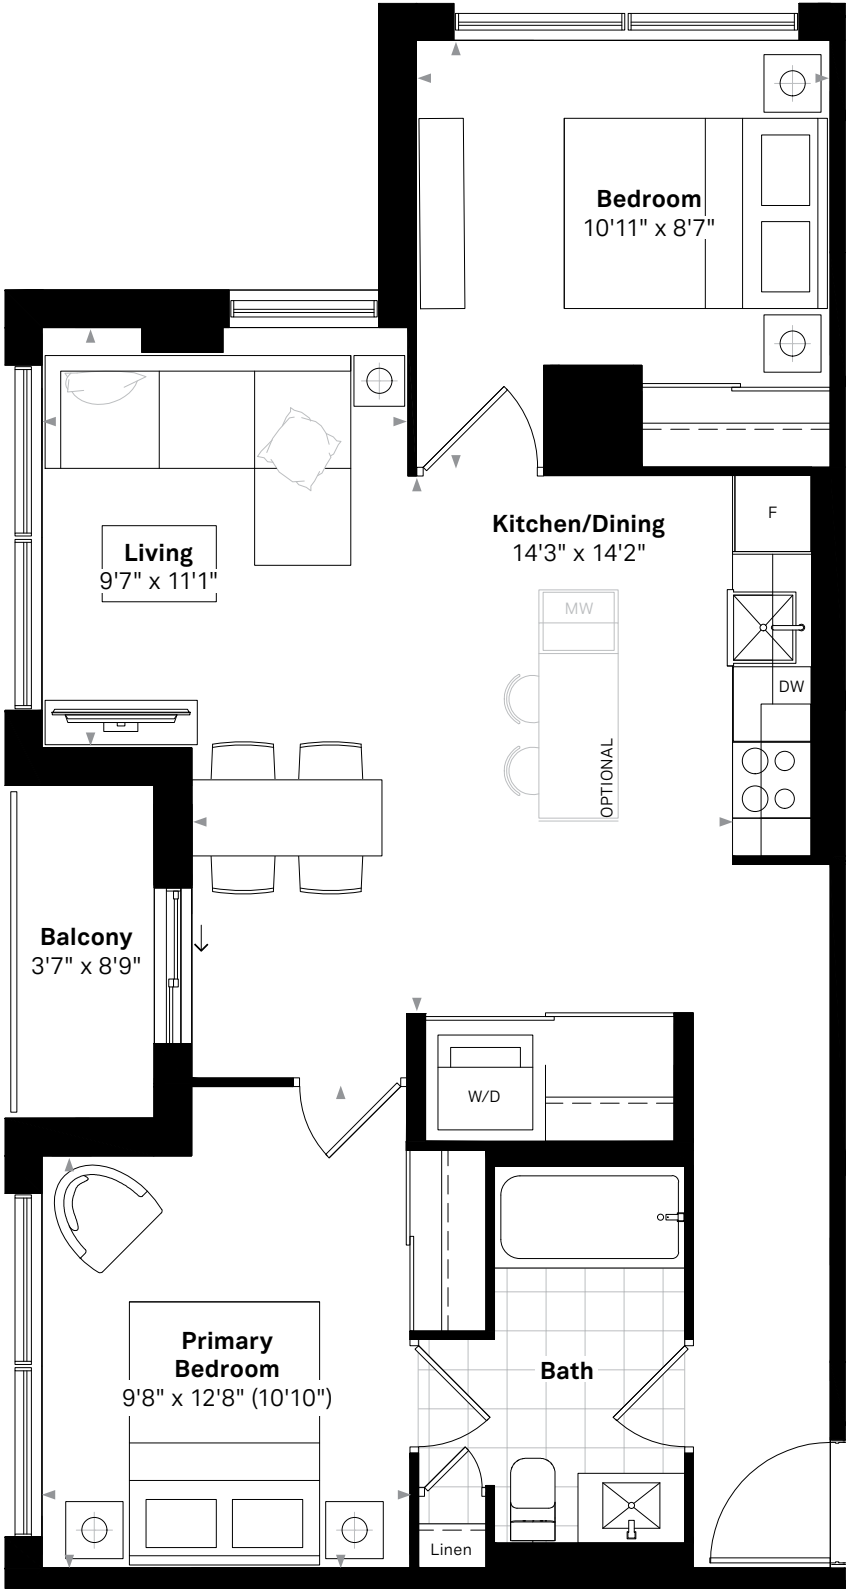 Bedroom
10'11" x 8'7"
Kitchen/Dining
14'3" x 14'2"
F
Living
9'7" x 11'1"
MW
DW
OPTIONAL
Balcony
3'7" x 8'9"
W/D
Primary
Bedroom
9'8" x 12'8" (10'10")
Bath
Linen